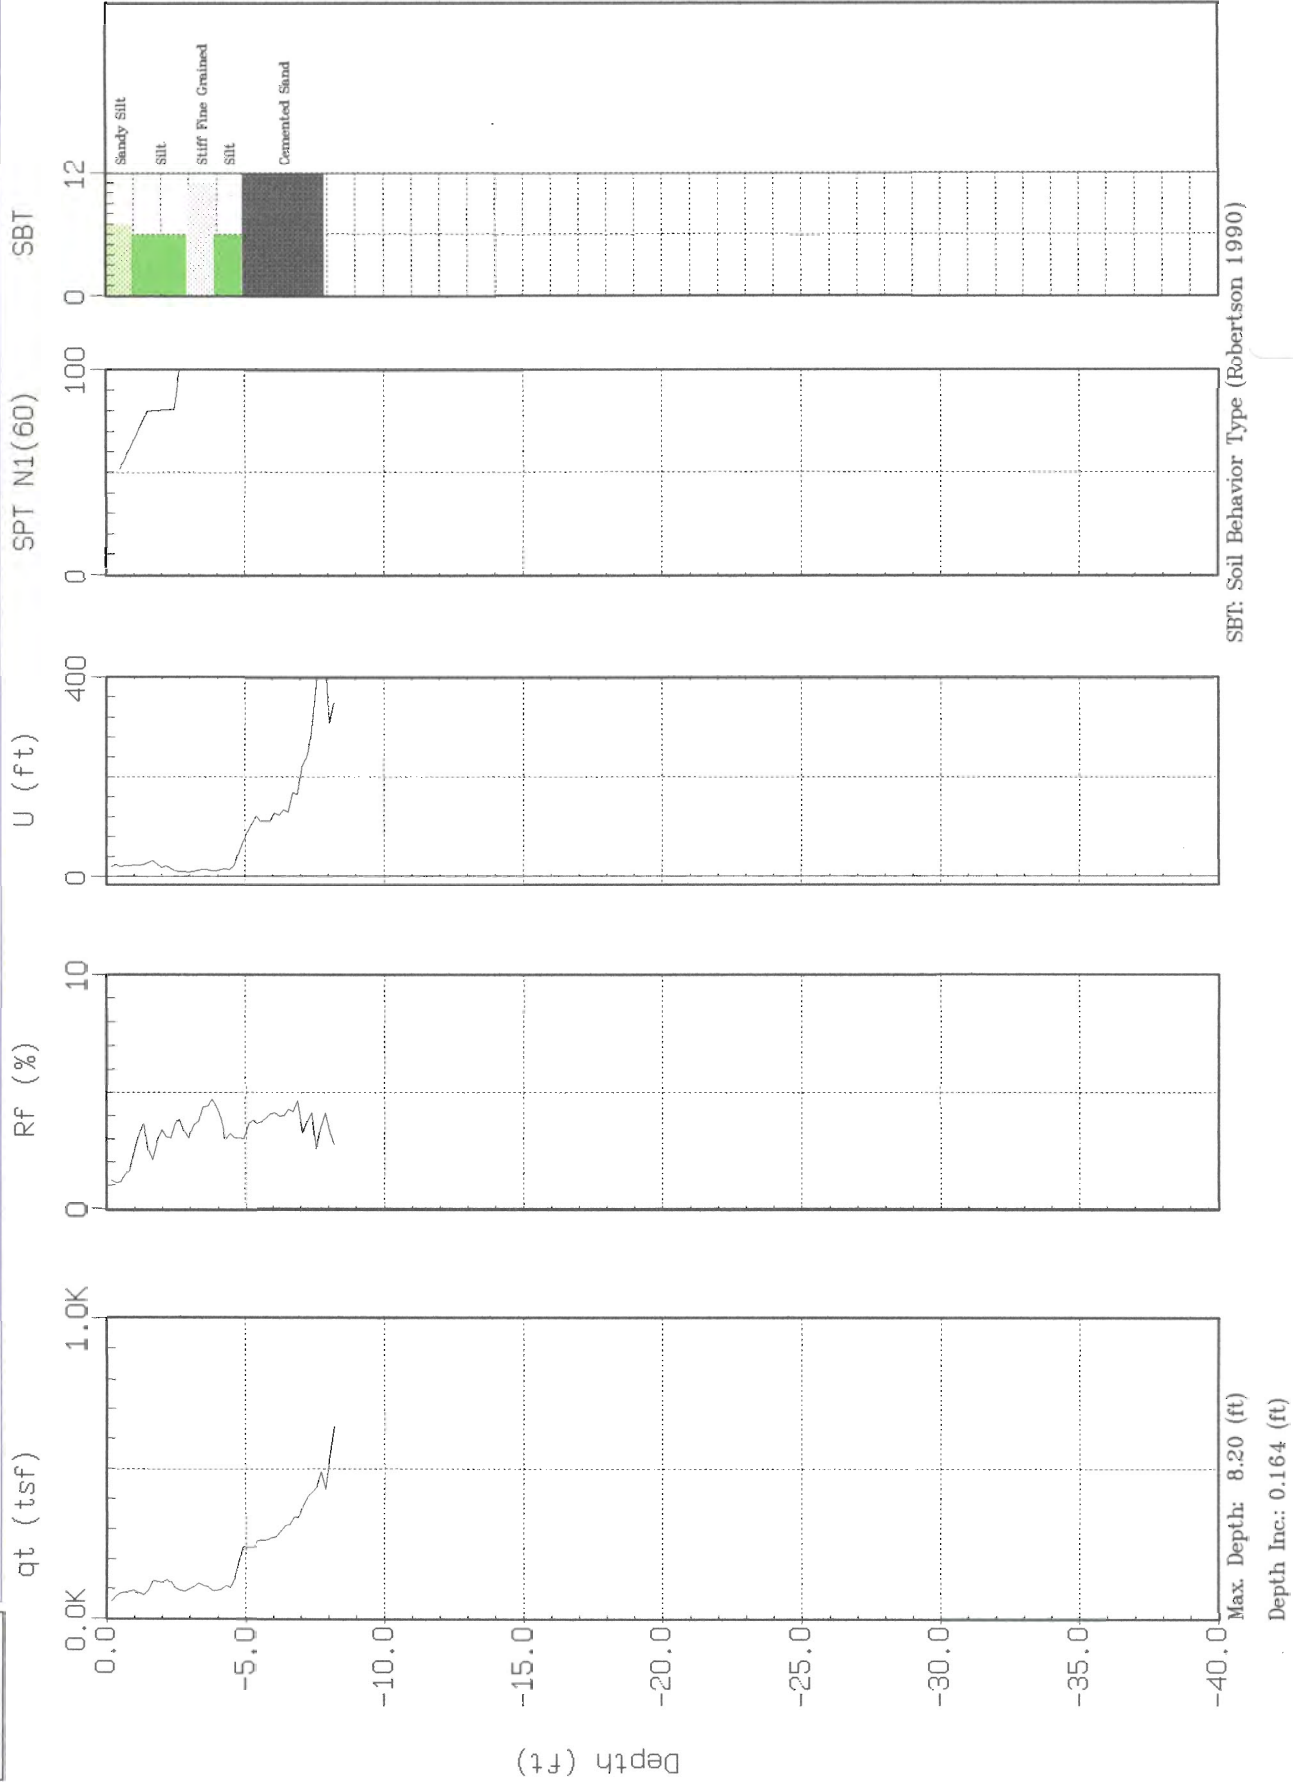 qt (tsf)
0.0K
1.0K
Rf (%)
0
10
U (ft)
0
400
SPT N1(60)
0
100
SBT
0
12
Sandy Silt
Silt
Stiff Fine Grained
Silt
Cemented Sand
Depth (ft)
0.0
-5.0
-10.0
-15.0
-20.0
-25.0
-30.0
-35.0
-40.0
Max. Depth: 8.20 (ft)
Depth Inc.: 0.164 (ft)
SBT: Soil Behavior Type (Robertson 1990)